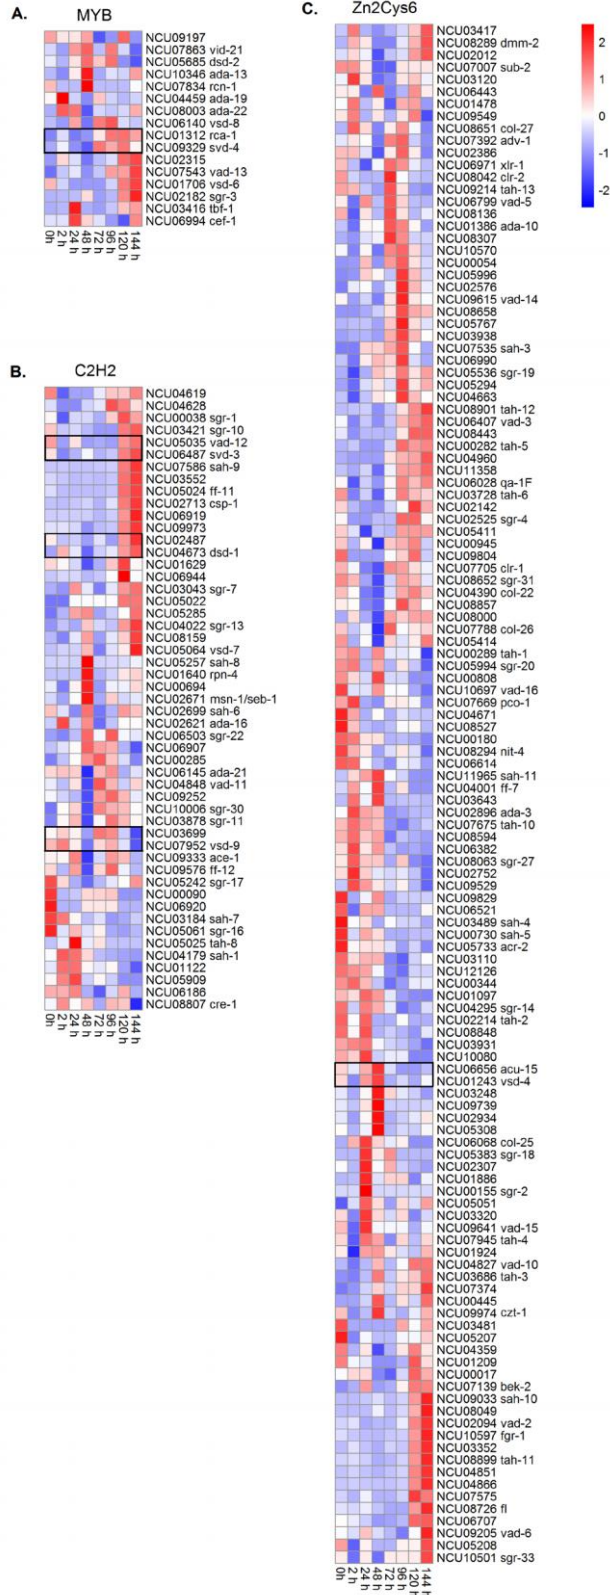 A.
MYB
NCU09197
NCU07863 vid-21
NCU05685 dsd-2
NCU10346 ada-13
NCU07834 rcn-1
NCU04459 ada-19
NCU08003 ada-22
NCU06140 vsd-8
NCU01312 rca-1
NCU09329 svd-4
NCU02315
NCU07543 vad-13
NCU01706 vsd-6
NCU02182 sgr-3
NCU03416 tbf-1
NCU06994 cef-1
0h
2 h
24 h
48 h
72 h
96 h
120 h
144 h
B.
C2H2
NCU04619
NCU04628
NCU00038 sgr-1
NCU03421 sgr-10
NCU05035 vad-12
NCU06487 svd-3
NCU07586 sah-9
NCU03552
NCU05024 ff-11
NCU02713 csp-1
NCU06919
NCU09973
NCU02487
NCU04673 dsd-1
NCU01629
NCU06944
NCU03043 sgr-7
NCU05022
NCU05285
NCU04022 sgr-13
NCU08159
NCU05064 vsd-7
NCU05257 sah-8
NCU01640 rpn-4
NCU00694
NCU02671 msn-1/seb-1
NCU02699 sah-6
NCU02621 ada-16
NCU06503 sgr-22
NCU06907
NCU00285
NCU06145 ada-21
NCU04848 vad-11
NCU09252
NCU10006 sgr-30
NCU03878 sgr-11
NCU03699
NCU07952 vsd-9
NCU09333 ace-1
NCU09576 ff-12
NCU05242 sgr-17
NCU00090
NCU06920
NCU03184 sah-7
NCU05061 sgr-16
NCU05025 tah-8
NCU04179 sah-1
NCU01122
NCU05909
NCU06186
NCU08807 cre-1
0h
2 h
24 h
48 h
72 h
96 h
120 h
144 h
C.
Zn2Cys6
NCU03417
NCU08289 dmm-2
NCU02012
NCU07007 sub-2
NCU03120
NCU06443
NCU01478
NCU09549
NCU08651 col-27
NCU07392 adv-1
NCU02386
NCU06971 xlr-1
NCU08042 clr-2
NCU09214 tah-13
NCU06799 vad-5
NCU08136
NCU01386 ada-10
NCU08307
NCU10570
NCU00054
NCU05996
NCU02576
NCU09615 vad-14
NCU08658
NCU05767
NCU03938
NCU07535 sah-3
NCU06990
NCU05536 sgr-19
NCU05294
NCU04663
NCU08901 tah-12
NCU06407 vad-3
NCU08443
NCU00282 tah-5
NCU04960
NCU11358
NCU06028 qa-1F
NCU03728 tah-6
NCU02142
NCU02525 sgr-4
NCU05411
NCU00945
NCU09804
NCU07705 clr-1
NCU08652 sgr-31
NCU04390 col-22
NCU08857
NCU08000
NCU07788 col-26
NCU05414
NCU00289 tah-1
NCU05994 sgr-20
NCU00808
NCU10697 vad-16
NCU07669 pco-1
NCU04671
NCU08527
NCU00180
NCU08294 nit-4
NCU06614
NCU11965 sah-11
NCU04001 ff-7
NCU03643
NCU02896 ada-3
NCU07675 tah-10
NCU08594
NCU06382
NCU08063 sgr-27
NCU02752
NCU09529
NCU09829
NCU06521
NCU03489 sah-4
NCU00730 sah-5
NCU05733 acr-2
NCU03110
NCU12126
NCU00344
NCU01097
NCU04295 sgr-14
NCU02214 tah-2
NCU08848
NCU03931
NCU10080
NCU06656 acu-15
NCU01243 vsd-4
NCU03248
NCU09739
NCU02934
NCU05308
NCU06068 col-25
NCU05383 sgr-18
NCU02307
NCU01886
NCU00155 sgr-2
NCU05051
NCU03320
NCU09641 vad-15
NCU07945 tah-4
NCU01924
NCU04827 vad-10
NCU03686 tah-3
NCU07374
NCU00445
NCU09974 czt-1
NCU03481
NCU05207
NCU04359
NCU01209
NCU00017
NCU07139 bek-2
NCU09033 sah-10
NCU08049
NCU02094 vad-2
NCU10597 fgr-1
NCU03352
NCU08899 tah-11
NCU04851
NCU04866
NCU07575
NCU08726 fl
NCU06707
NCU09205 vad-6
NCU05208
NCU10501 sgr-33
0h
2 h
24 h
48 h
72 h
96 h
120 h
144 h
2
1
0
-1
-2